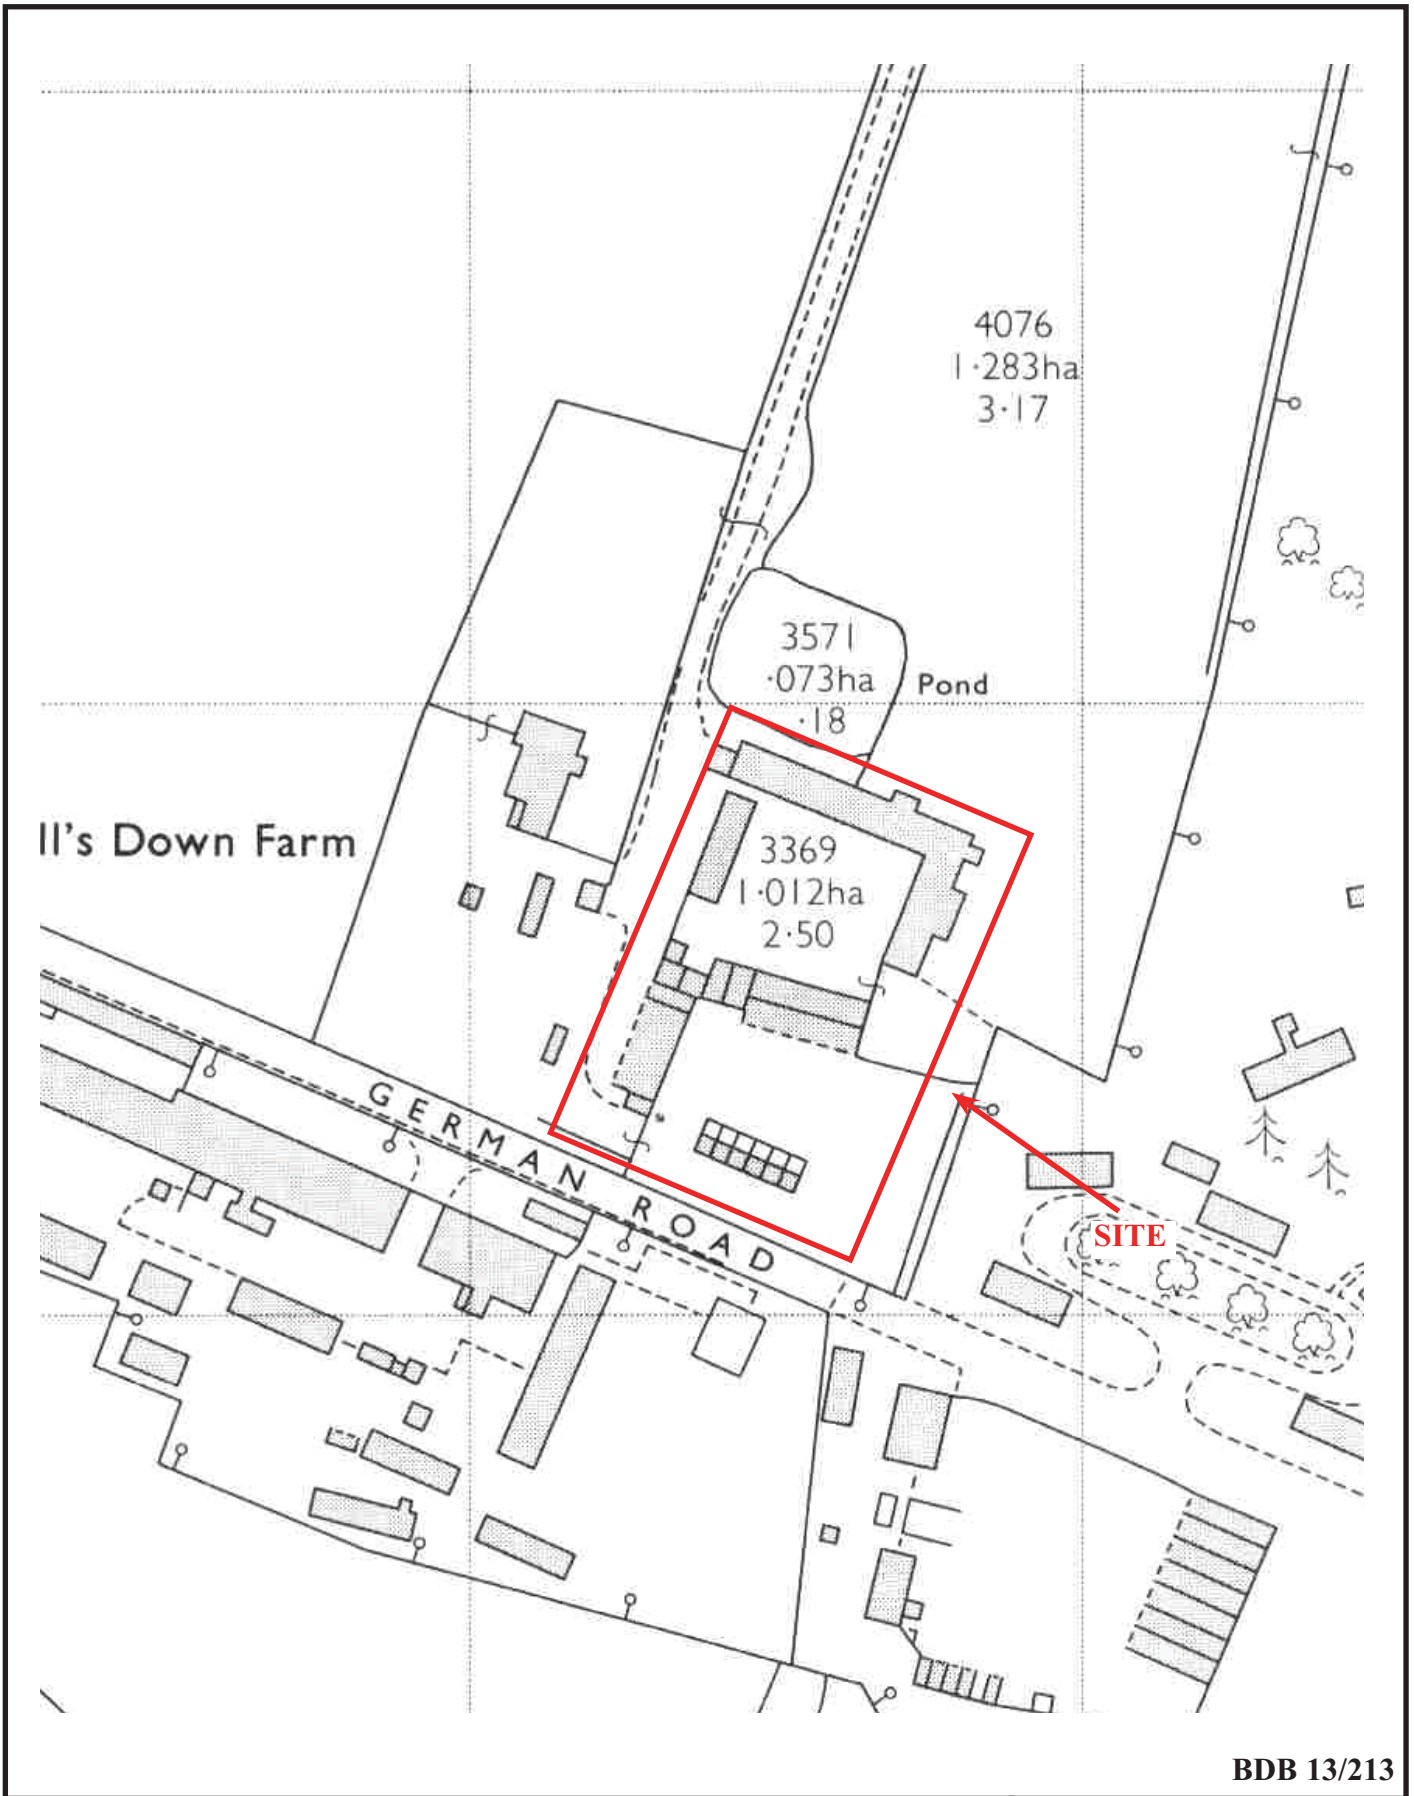 4076
1·283ha
3·17
3571
·073ha
·18
Pond
ll's Down Farm
3369
1·012ha
2·50
GERMAN ROAD
SITE
BDB 13/213